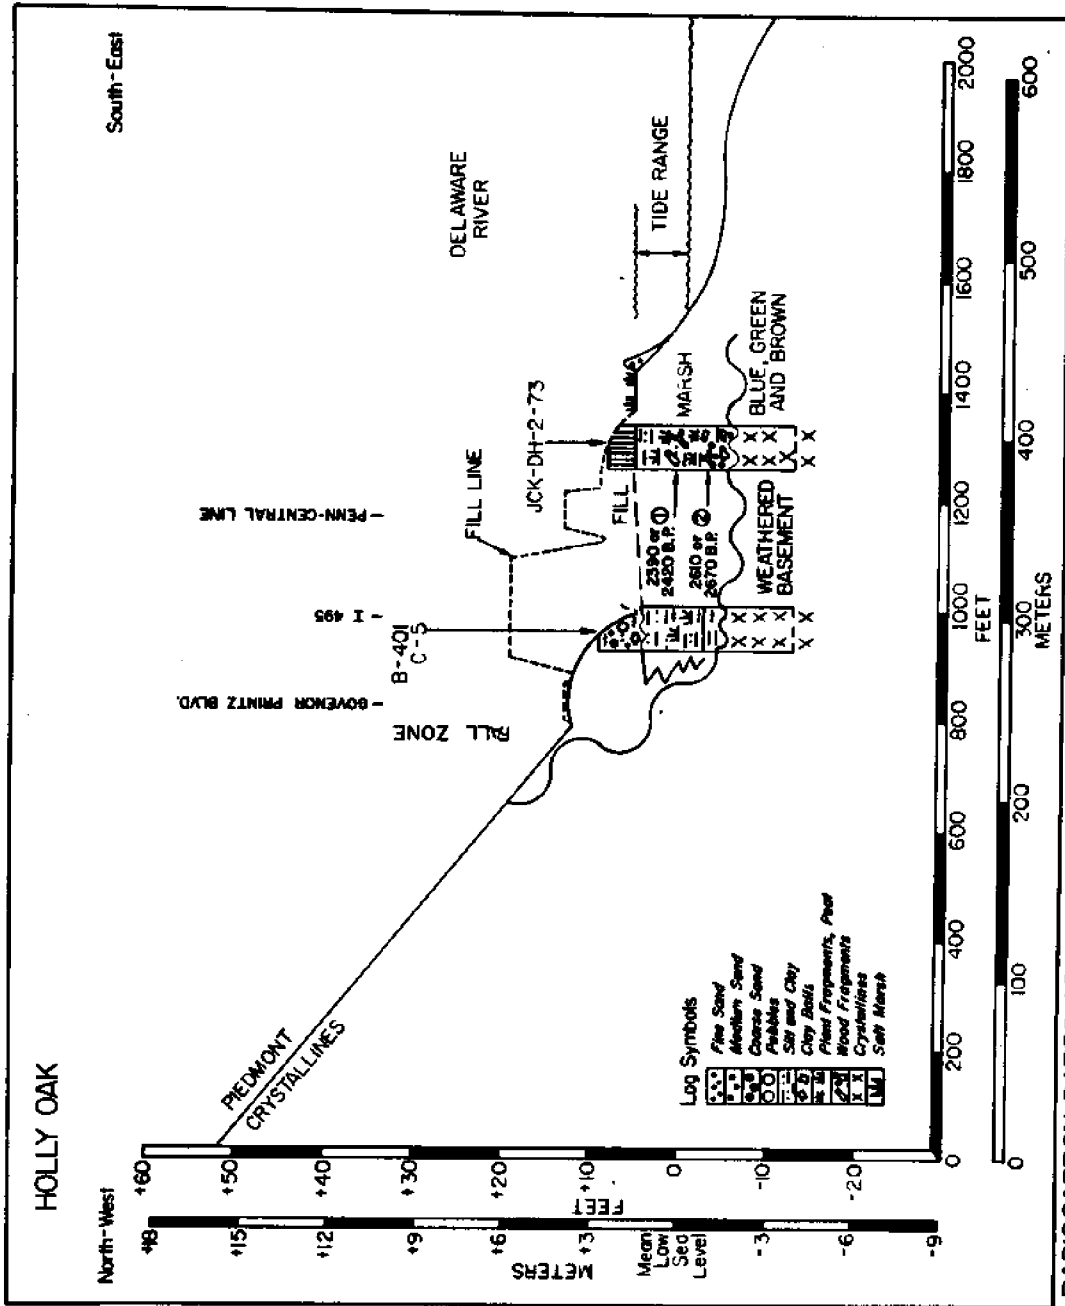 HOLLY OAK
North-West
South-East
PIEDMONT
CRYSTALLINES
FALL ZONE
GOVENOR PRINTZ BLVD.
I 495
PENN-CENTRAL LINE
B-401
C-5
FILL LINE
JCK-DH-2-73
DELAWARE
RIVER
TIDE RANGE
FILL
MARSH
2390 or ①
2420 B.P.
2610 or ②
2670 B.P.
WEATHERED
BASEMENT
BLUE, GREEN
AND BROWN
+60
+50
+40
+30
+20
+10
0
-10
-20
FEET
+18
+15
+12
+9
+3
Mean
Low
Sea
Level
-3
-6
-9
METERS
Log Symbols
Fine Sand
Medium Sand
Coarse Sand
Pebbles
Silt and Clay
Clay Balls
Plant Fragments, Peat
Wood Fragments
Crystallines
Salt Marsh
0 200 400 600 800 1000 1200 1400 1600 1800 2000
FEET
0 100 200 300 400 500 600
METERS